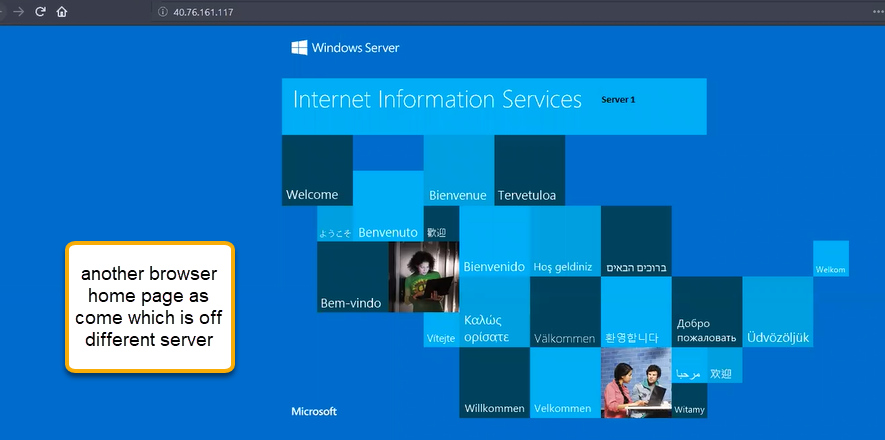 40.76.161.117
Windows Server
Internet Information Services
Server 1
Welcome
Bienvenue
Tervetuloa
ようこそ
Benvenuto
歡迎
Bienvenido
Hoş geldiniz
ברוכים הבאים
Welkom
Bem-vindo
Vítejte
Καλώς
ορίσατε
Välkommen
환영합니다
Добро
пожаловать
Üdvözöljük
Willkommen
Velkommen
مرحبا
欢迎
Witamy
Microsoft
another browser
home page as
come which is off
different server